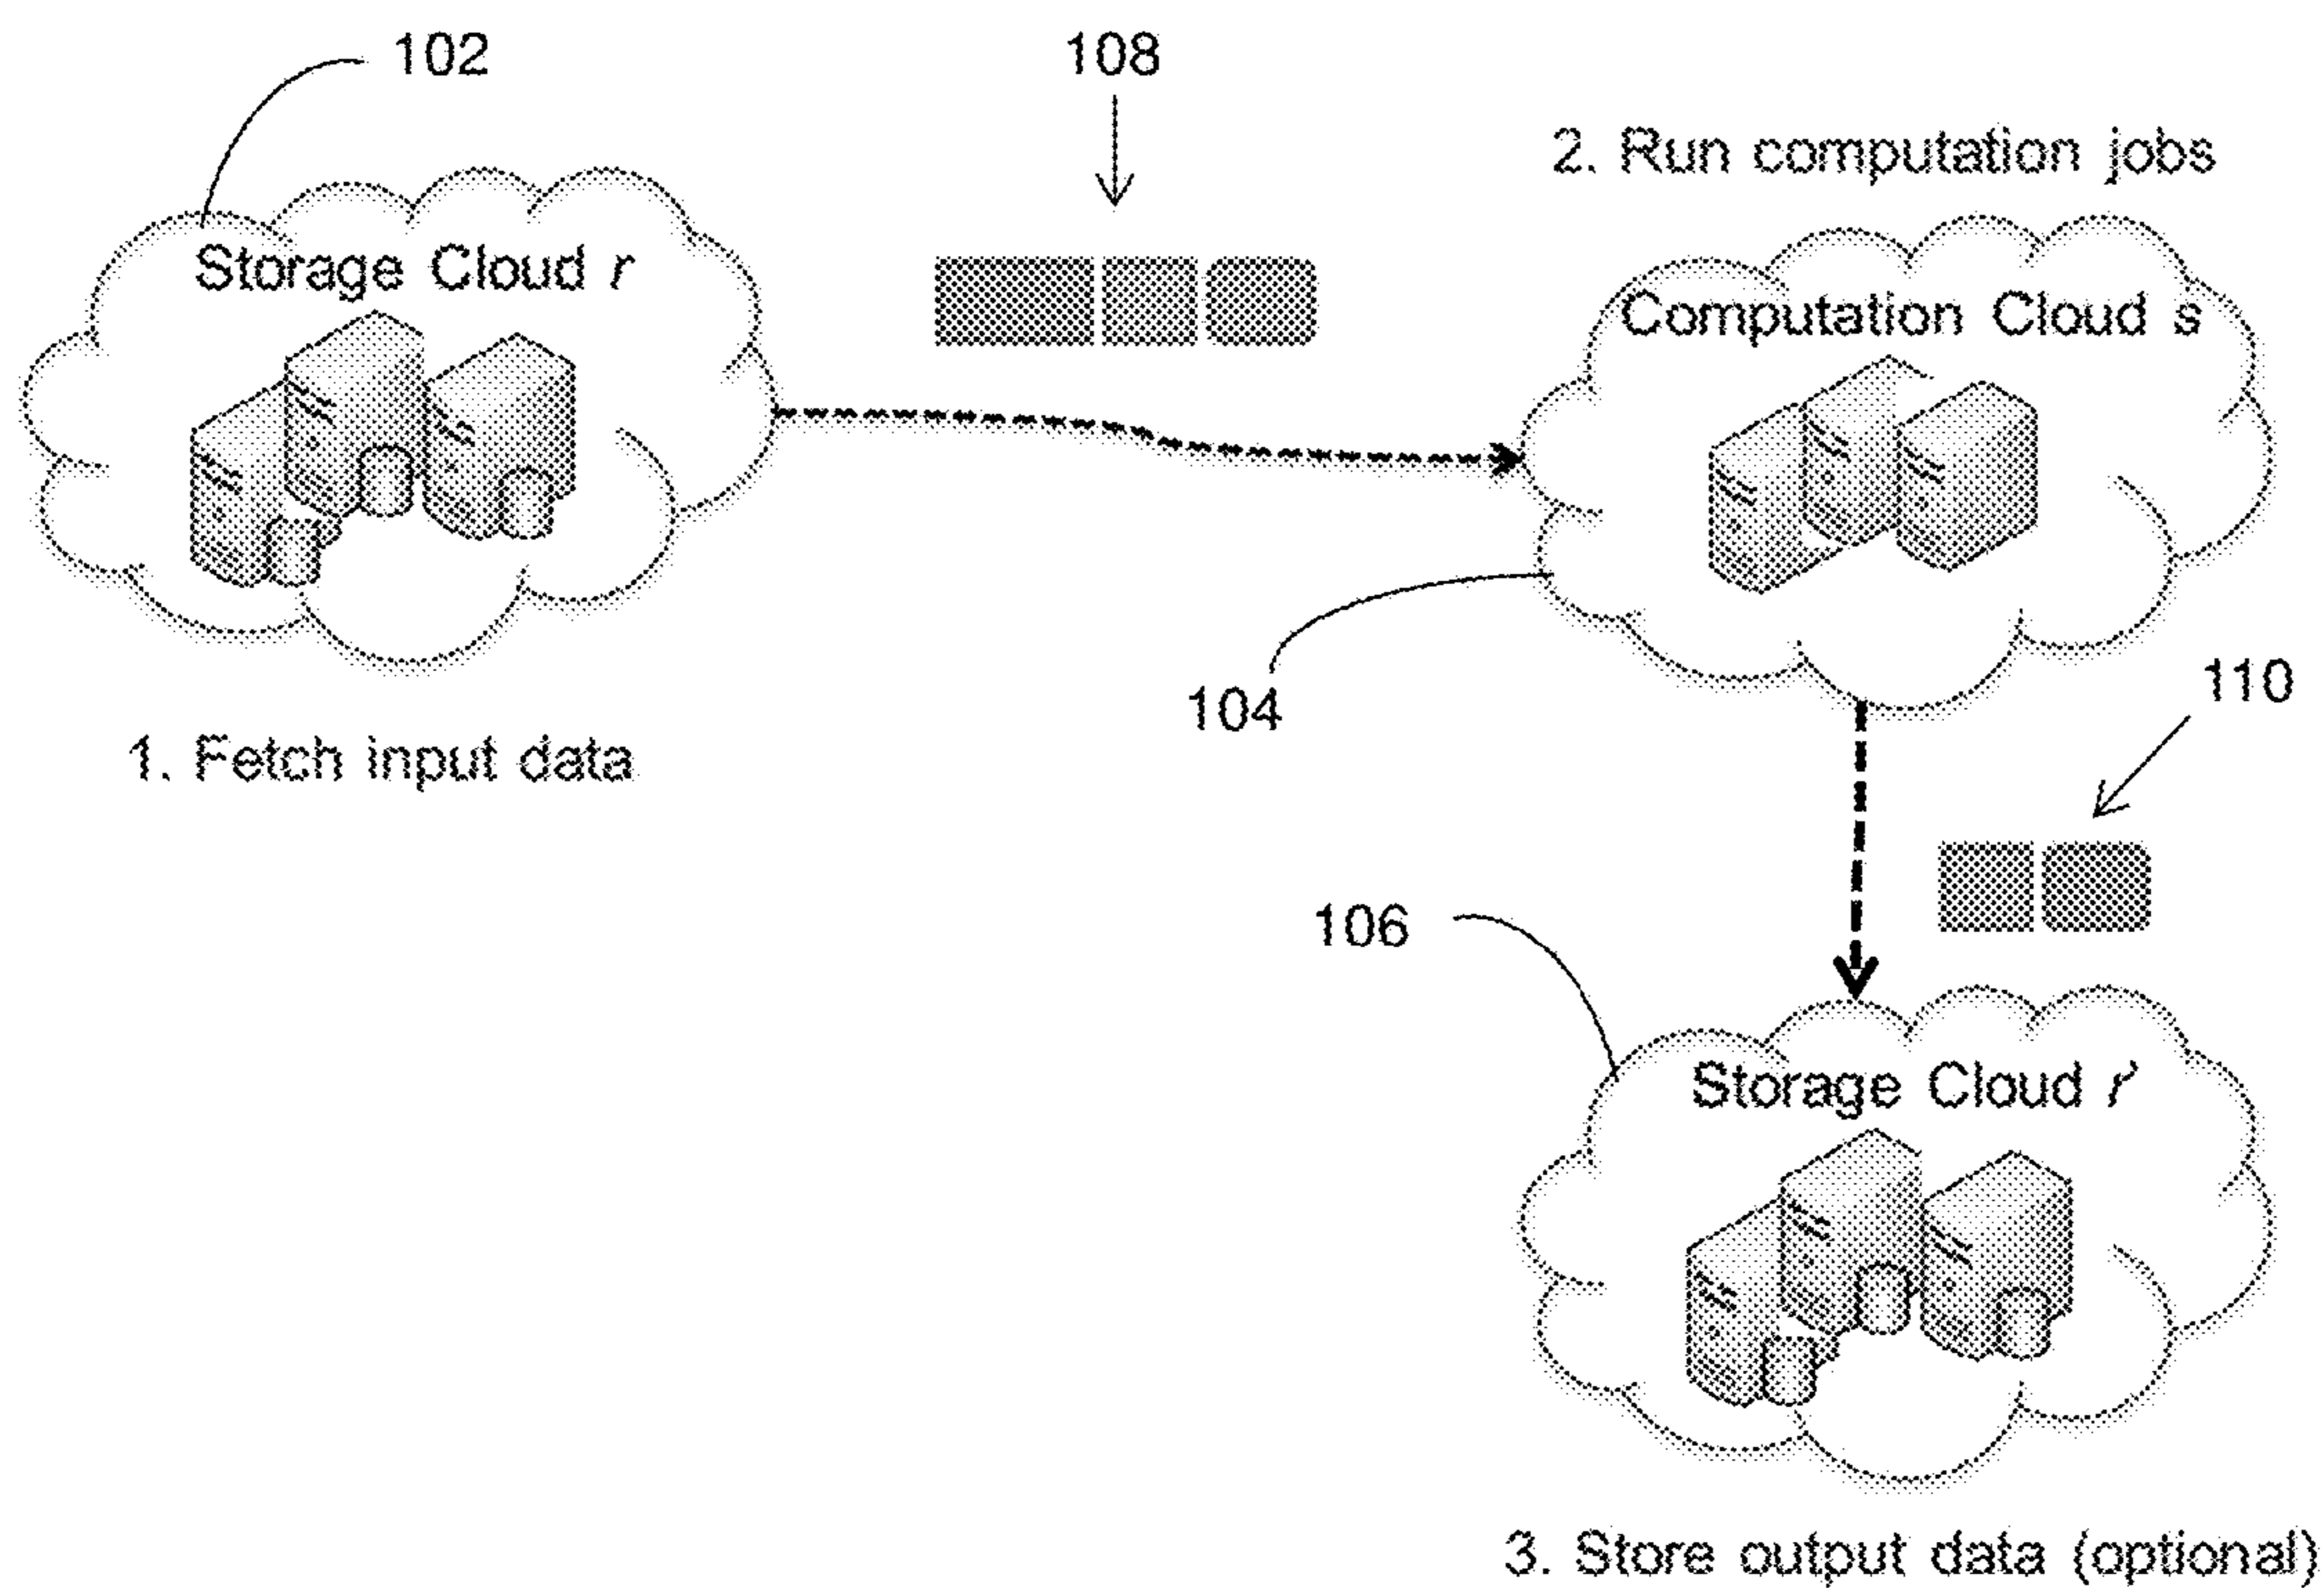 102
108
2. Run computation jobs
Storage Cloud r
Computation Cloud s
104
110
1. Fetch input data
106
Storage Cloud r'
3. Store output data (optional)